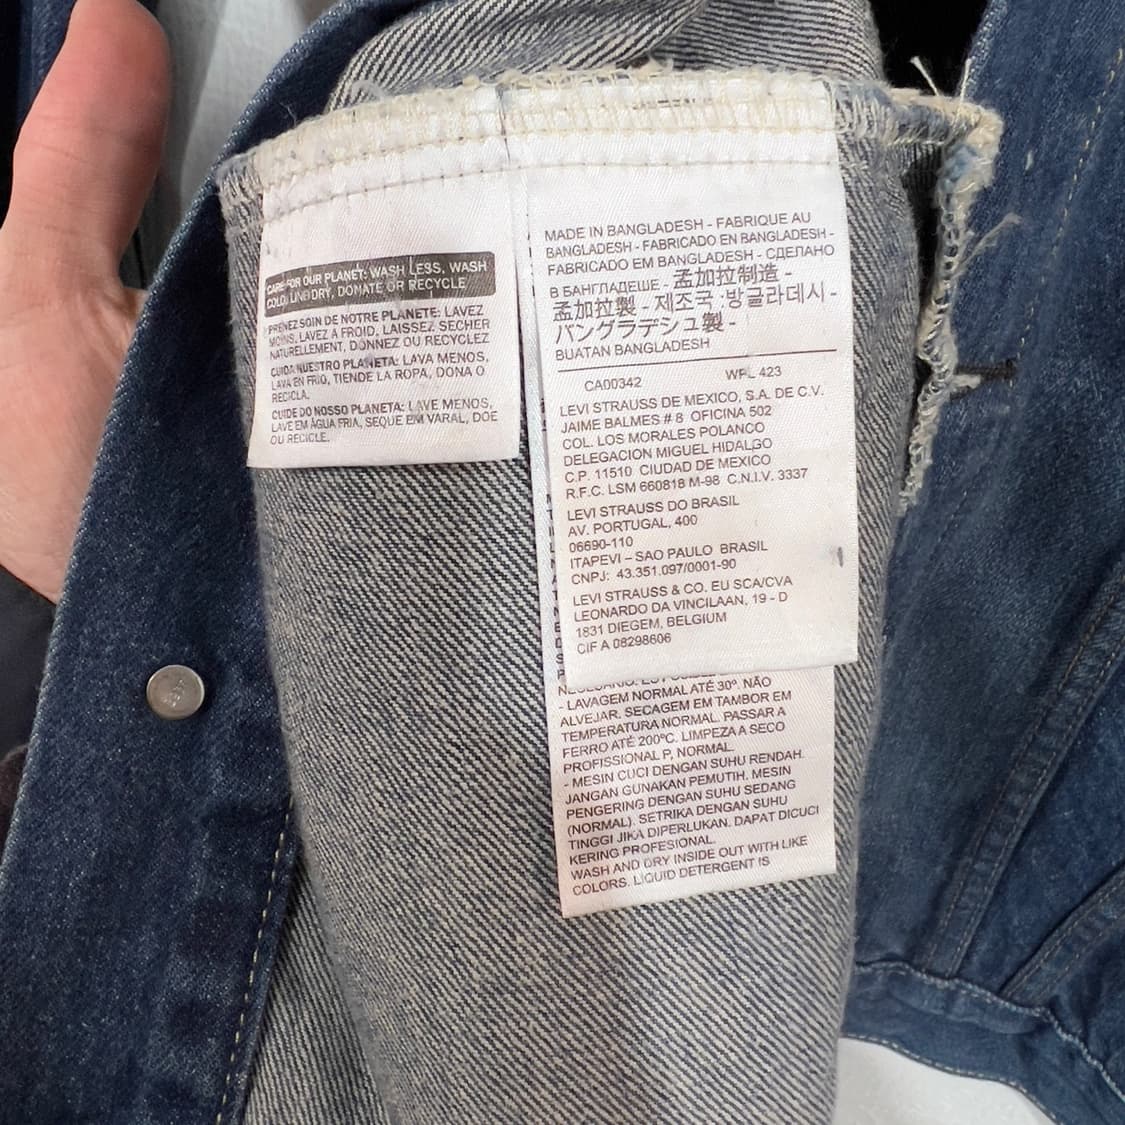 CARE FOR OUR PLANET: WASH LESS, WASH
COLD, LINE DRY, DONATE OR RECYCLE
PRENEZ SOIN DE NOTRE PLANETE: LAVEZ
MOINS, LAVEZ A FROID, LAISSEZ SECHER
NATURELLEMENT, DONNEZ OU RECYCLEZ
CUIDA NUESTRO PLANETA: LAVA MENOS,
LAVA EN FRIO, TIENDE LA ROPA, DONA O
RECICLA.
CUIDE DO NOSSO PLANETA: LAVE MENOS,
LAVE EM ÁGUA FRIA, SEQUE EM VARAL, DOE
OU RECICLE.
MADE IN BANGLADESH - FABRIQUE AU
BANGLADESH - FABRICADO EN BANGLADESH -
FABRICADO EM BANGLADESH - СДЕЛАНО
В БАНГЛАДЕШЕ - 孟加拉制造 -
孟加拉製 - 제조국 :방글라데시 -
バングラデシュ製 -
BUATAN BANGLADESH
CA00342 WPL 423
LEVI STRAUSS DE MEXICO, S.A. DE C.V.
JAIME BALMES # 8 OFICINA 502
COL. LOS MORALES POLANCO
DELEGACION MIGUEL HIDALGO
C.P. 11510 CIUDAD DE MEXICO
R.F.C. LSM 660818 M-98 C.N.I.V. 3337
LEVI STRAUSS DO BRASIL
AV. PORTUGAL, 400
06690-110
ITAPEVI – SAO PAULO BRASIL
CNPJ: 43.351.097/0001-90
LEVI STRAUSS & CO. EU SCA/CVA
LEONARDO DA VINCILAAN, 19 - D
1831 DIEGEM, BELGIUM
CIF A 08298606
- LAVAGEM NORMAL ATÉ 30º. NÃO
ALVEJAR. SECAGEM EM TAMBOR EM
TEMPERATURA NORMAL. PASSAR A
FERRO ATÉ 200ºC. LIMPEZA A SECO
PROFISSIONAL P, NORMAL.
- MESIN CUCI DENGAN SUHU RENDAH.
JANGAN GUNAKAN PEMUTIH. MESIN
PENGERING DENGAN SUHU SEDANG
(NORMAL). SETRIKA DENGAN SUHU
TINGGI JIKA DIPERLUKAN. DAPAT DICUCI
KERING PROFESIONAL.
WASH AND DRY INSIDE OUT WITH LIKE
COLORS. LIQUID DETERGENT IS